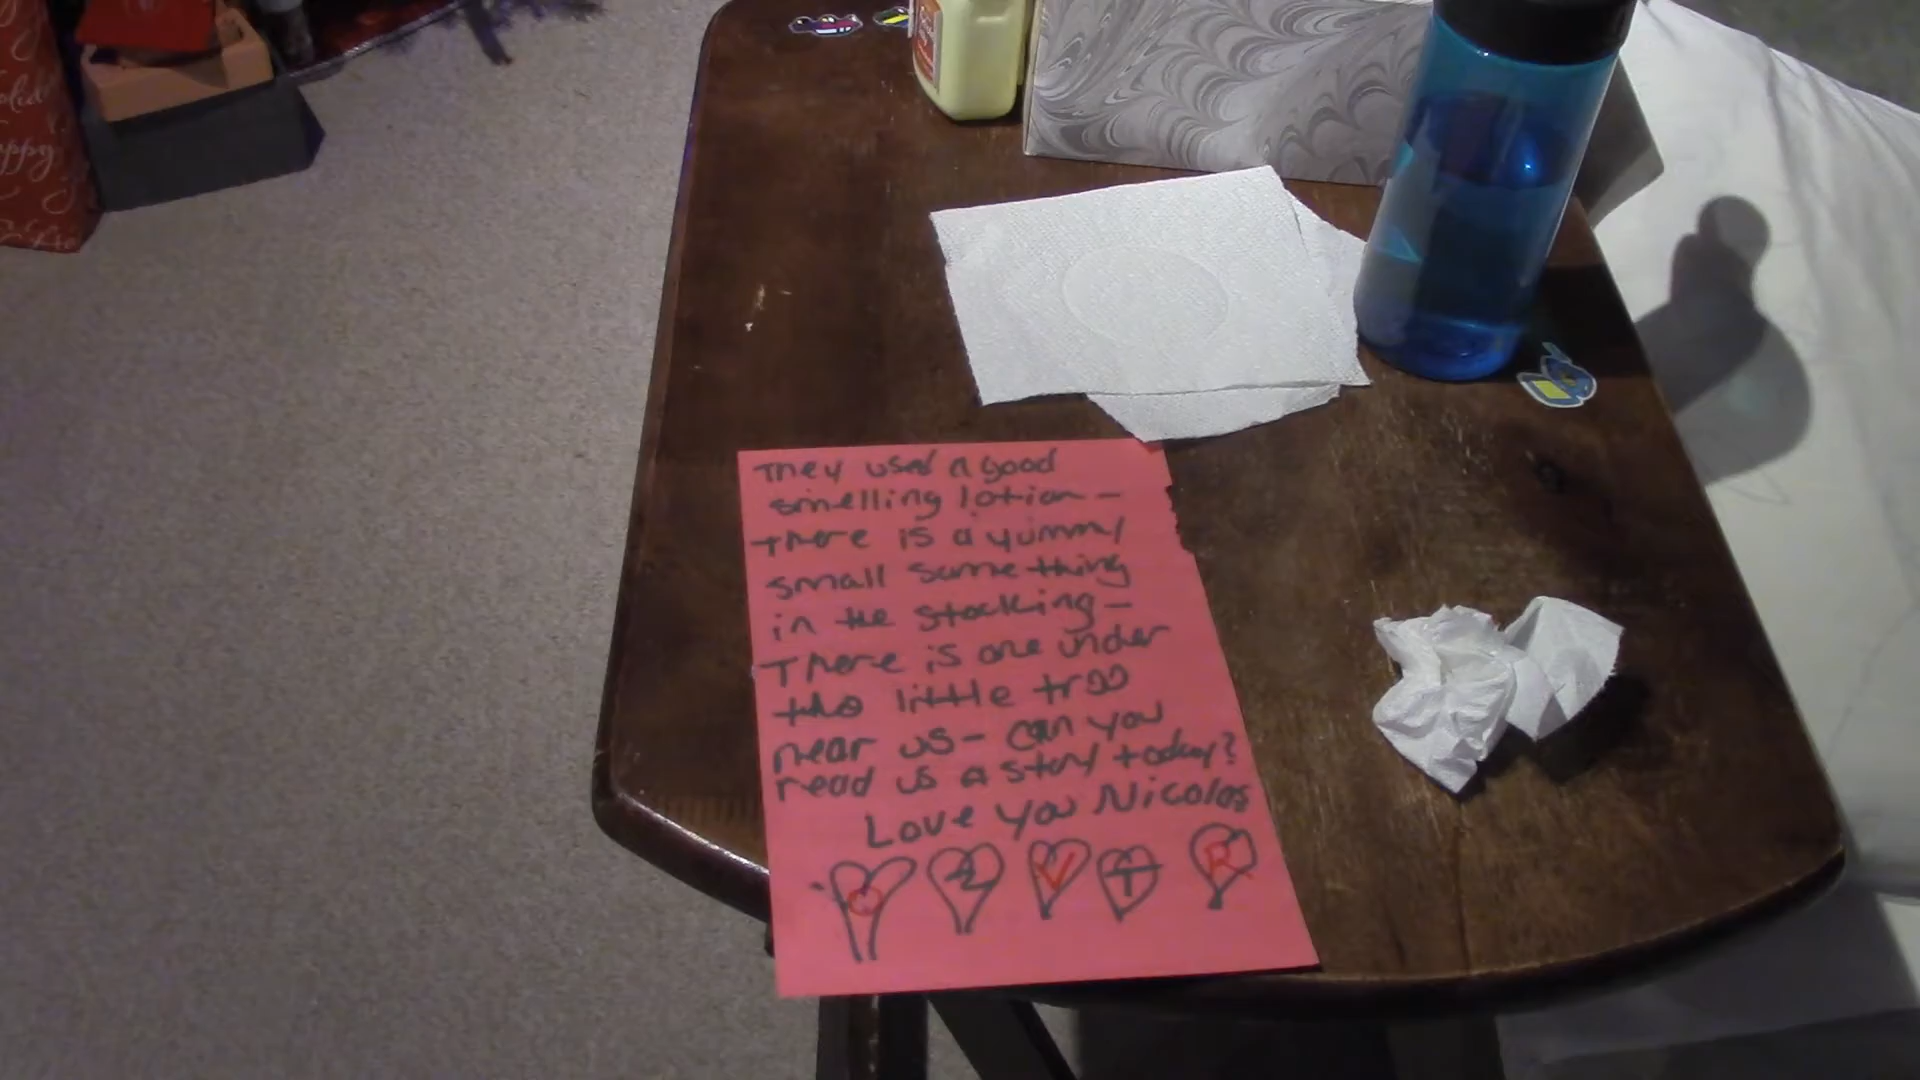 They used a good
smelling lotion -
there is a yummy
small something
in the stocking -
There is one under
the little tree
near us - can you
read us a story today?
Love you Nicolas
R